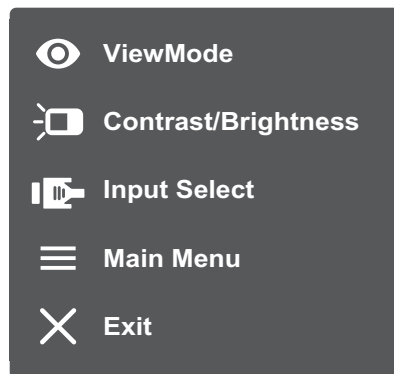 ViewMode
Contrast/Brightness
Input Select
Main Menu
Exit